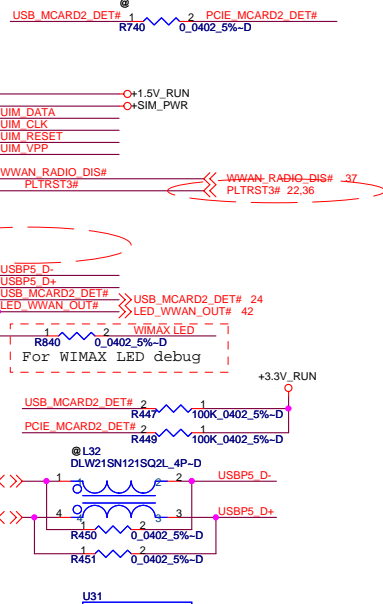 @
USB_MCARD2_DET# 1 2 PCIE_MCARD2_DET#
R740 0_0402_5%~D
+1.5V_RUN
+SIM_PWR
UIM_DATA
UIM_CLK
UIM_RESET
UIM_VPP
WWAN_RADIO_DIS# WWAN_RADIO_DIS# 37
PLTRST3# PLTRST3# 22,36
USBP5_D-
USBP5_D+
USB_MCARD2_DET# USB_MCARD2_DET# 24
LED_WWAN_OUT# LED_WWAN_OUT# 42
1 2 WIMAX LED
R840 0_0402_5%~D
For WIMAX LED debug
+3.3V_RUN
USB_MCARD2_DET# 2 1
R447 100K_0402_5%~D
PCIE_MCARD2_DET# 2 1
R449 100K_0402_5%~D
@ L32
DLW21SN121SQ2L_4P~D
1 1 2 2 USBP5_D-
4 4 3 3 USBP5_D+
1 2
R450 0_0402_5%~D
1 2
R451 0_0402_5%~D
U31